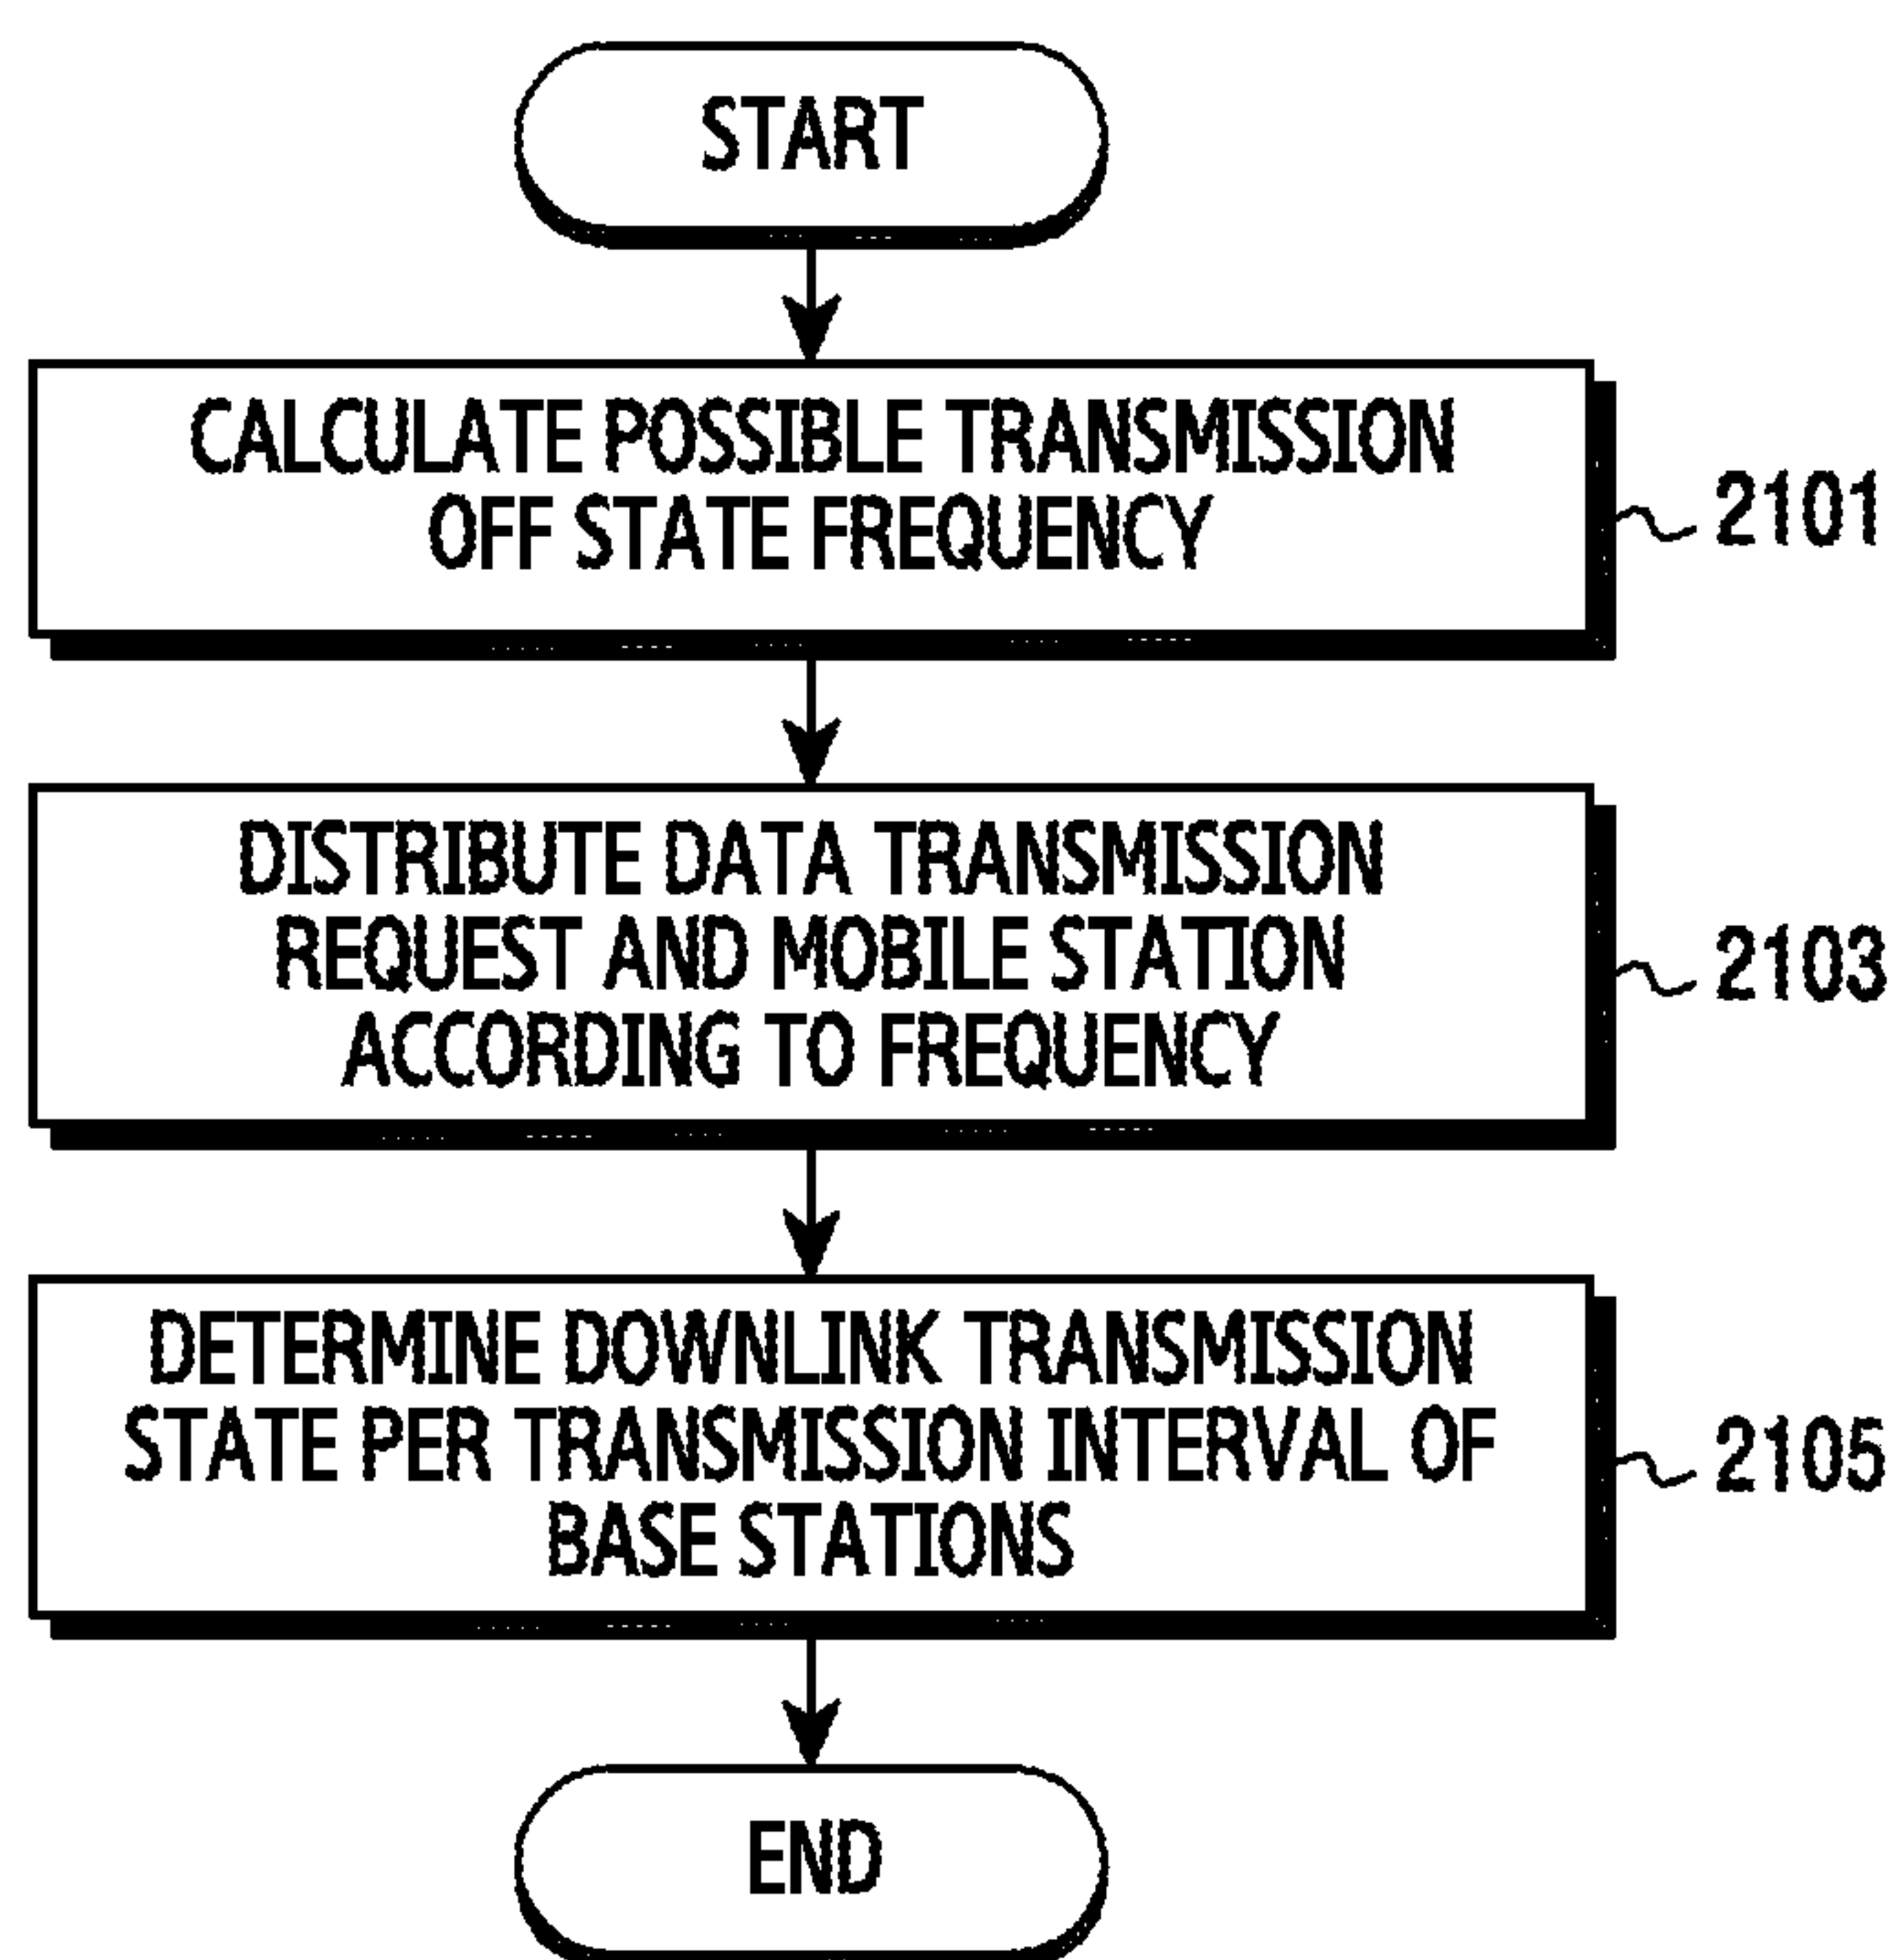 START
CALCULATE POSSIBLE TRANSMISSION
OFF STATE FREQUENCY
2101
DISTRIBUTE DATA TRANSMISSION
REQUEST AND MOBILE STATION
ACCORDING TO FREQUENCY
2103
DETERMINE DOWNLINK TRANSMISSION
STATE PER TRANSMISSION INTERVAL OF
BASE STATIONS
2105
END